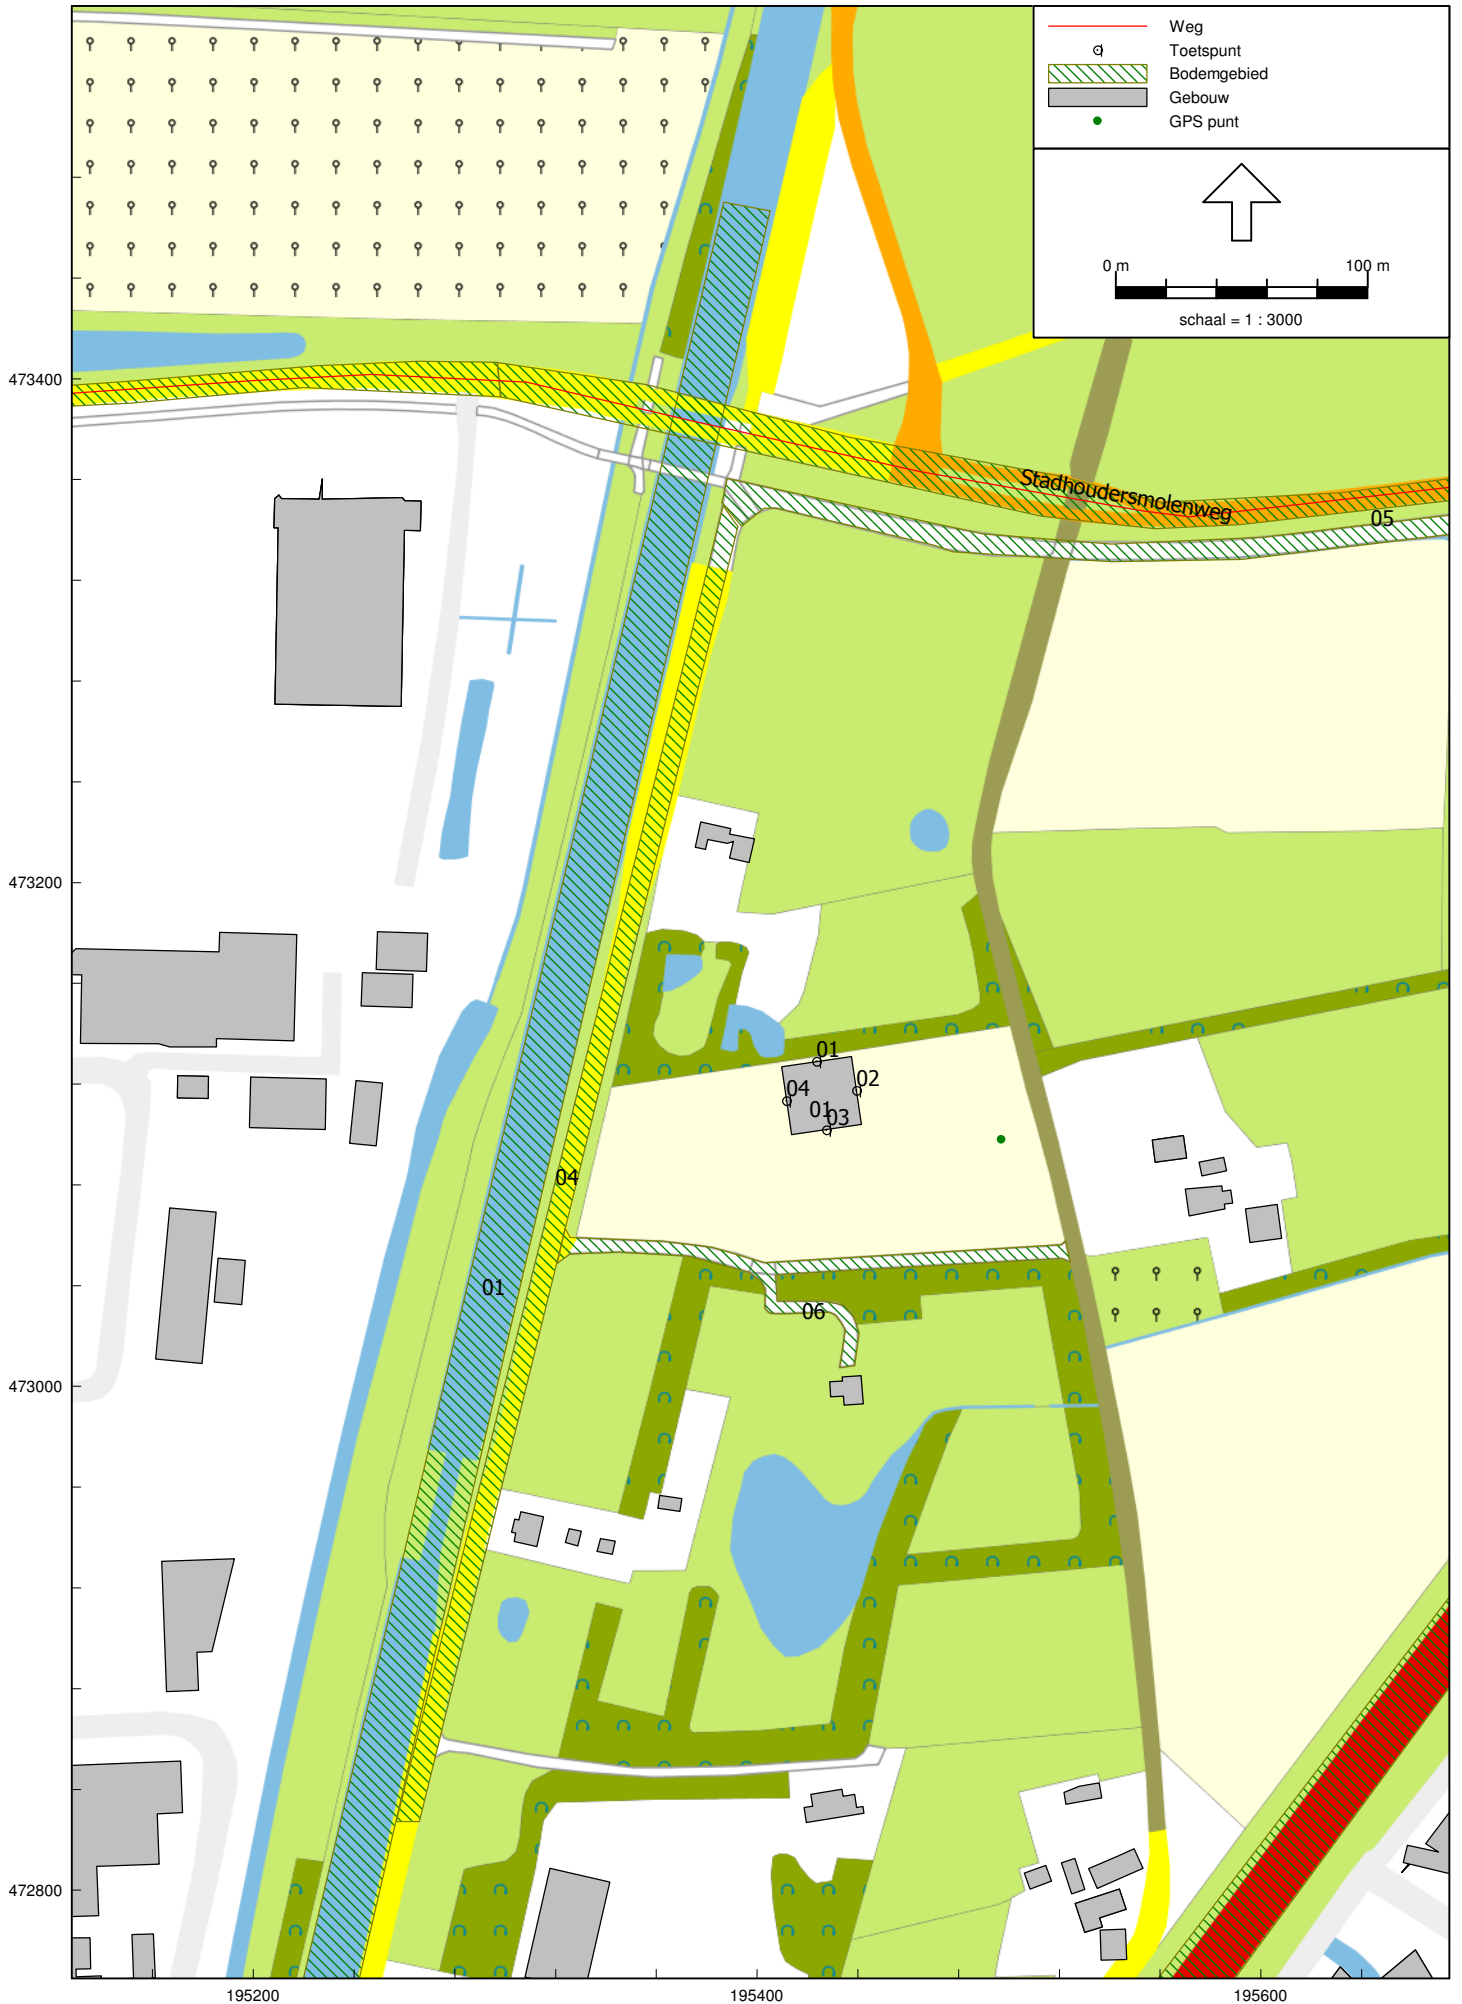 Weg
Toetspunt
Bodemgebied
Gebouw
GPS punt
0 m 100 m
schaal = 1 : 3000
473400
Stadhoudersmolenweg
05
473200
01
02
04
01
03
04
01
06
473000
472800
195200 195400 195600